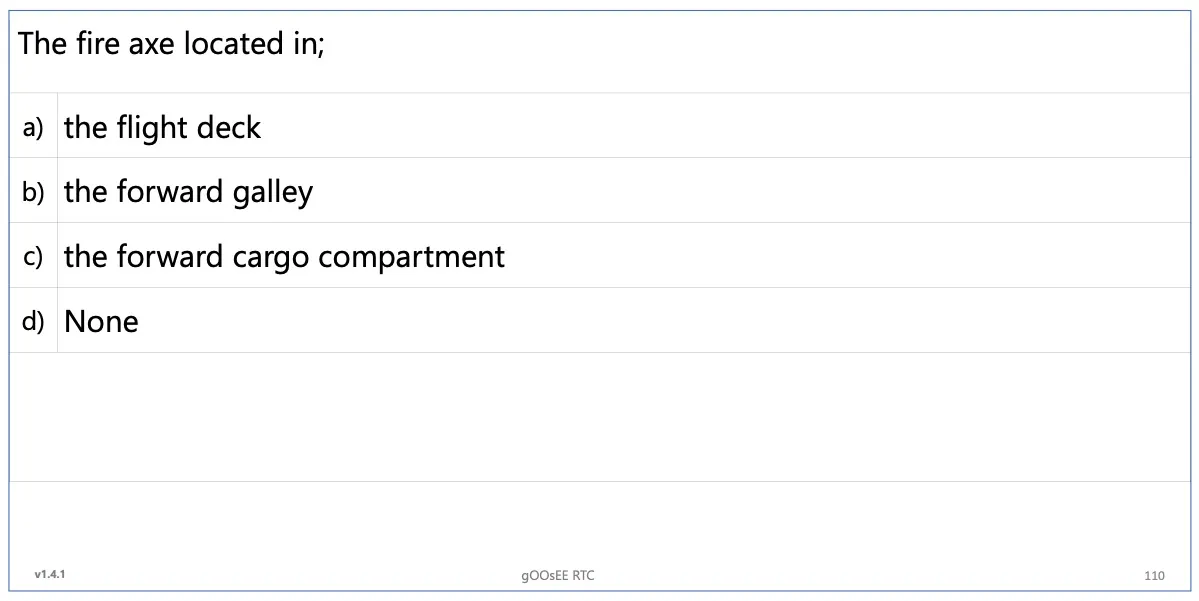 The fire axe located in;
a) the flight deck
b) the forward galley
c) the forward cargo compartment
d) None
v1.4.1 gOOsEE RTC 110